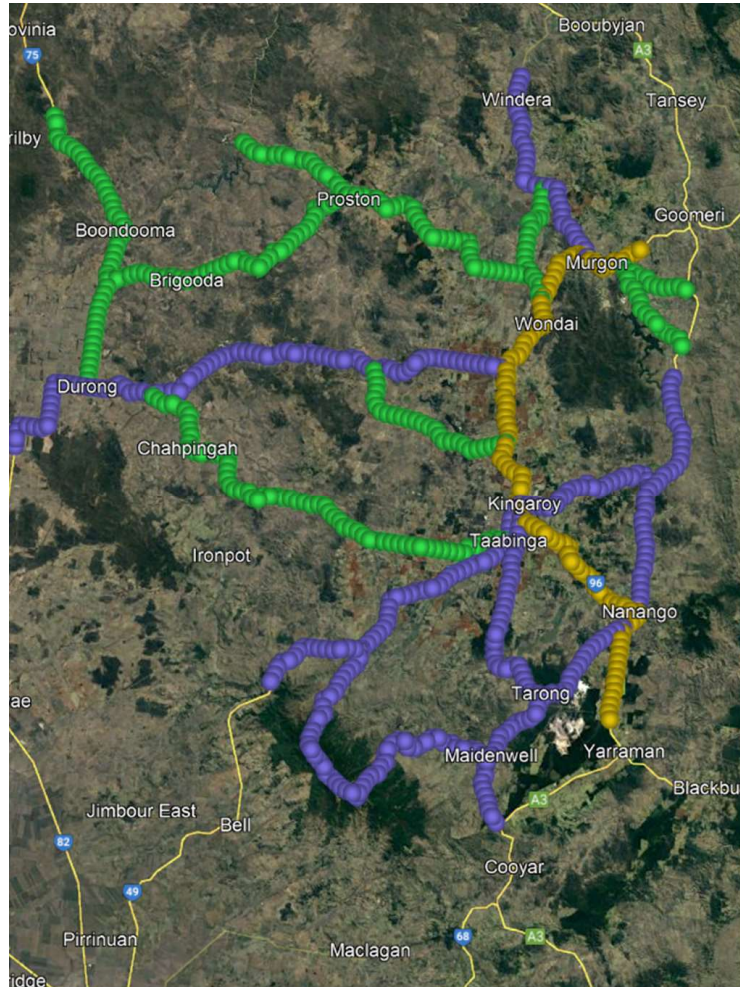 ovinia
75
Booubyjan
A3
Windera
Tansey
rilby
Proston
Goomeri
Boondooma
Murgon
Brigooda
Wondai
Durong
Chahpingah
Kingaroy
Taabinga
Ironpot
96
Nanango
ae
Tarong
Maidenwell
Yarraman
Blackbu
A3
Jimbour East
Bell
82
Cooyar
49
68
A3
Pirrinuan
Maclagan
ridge